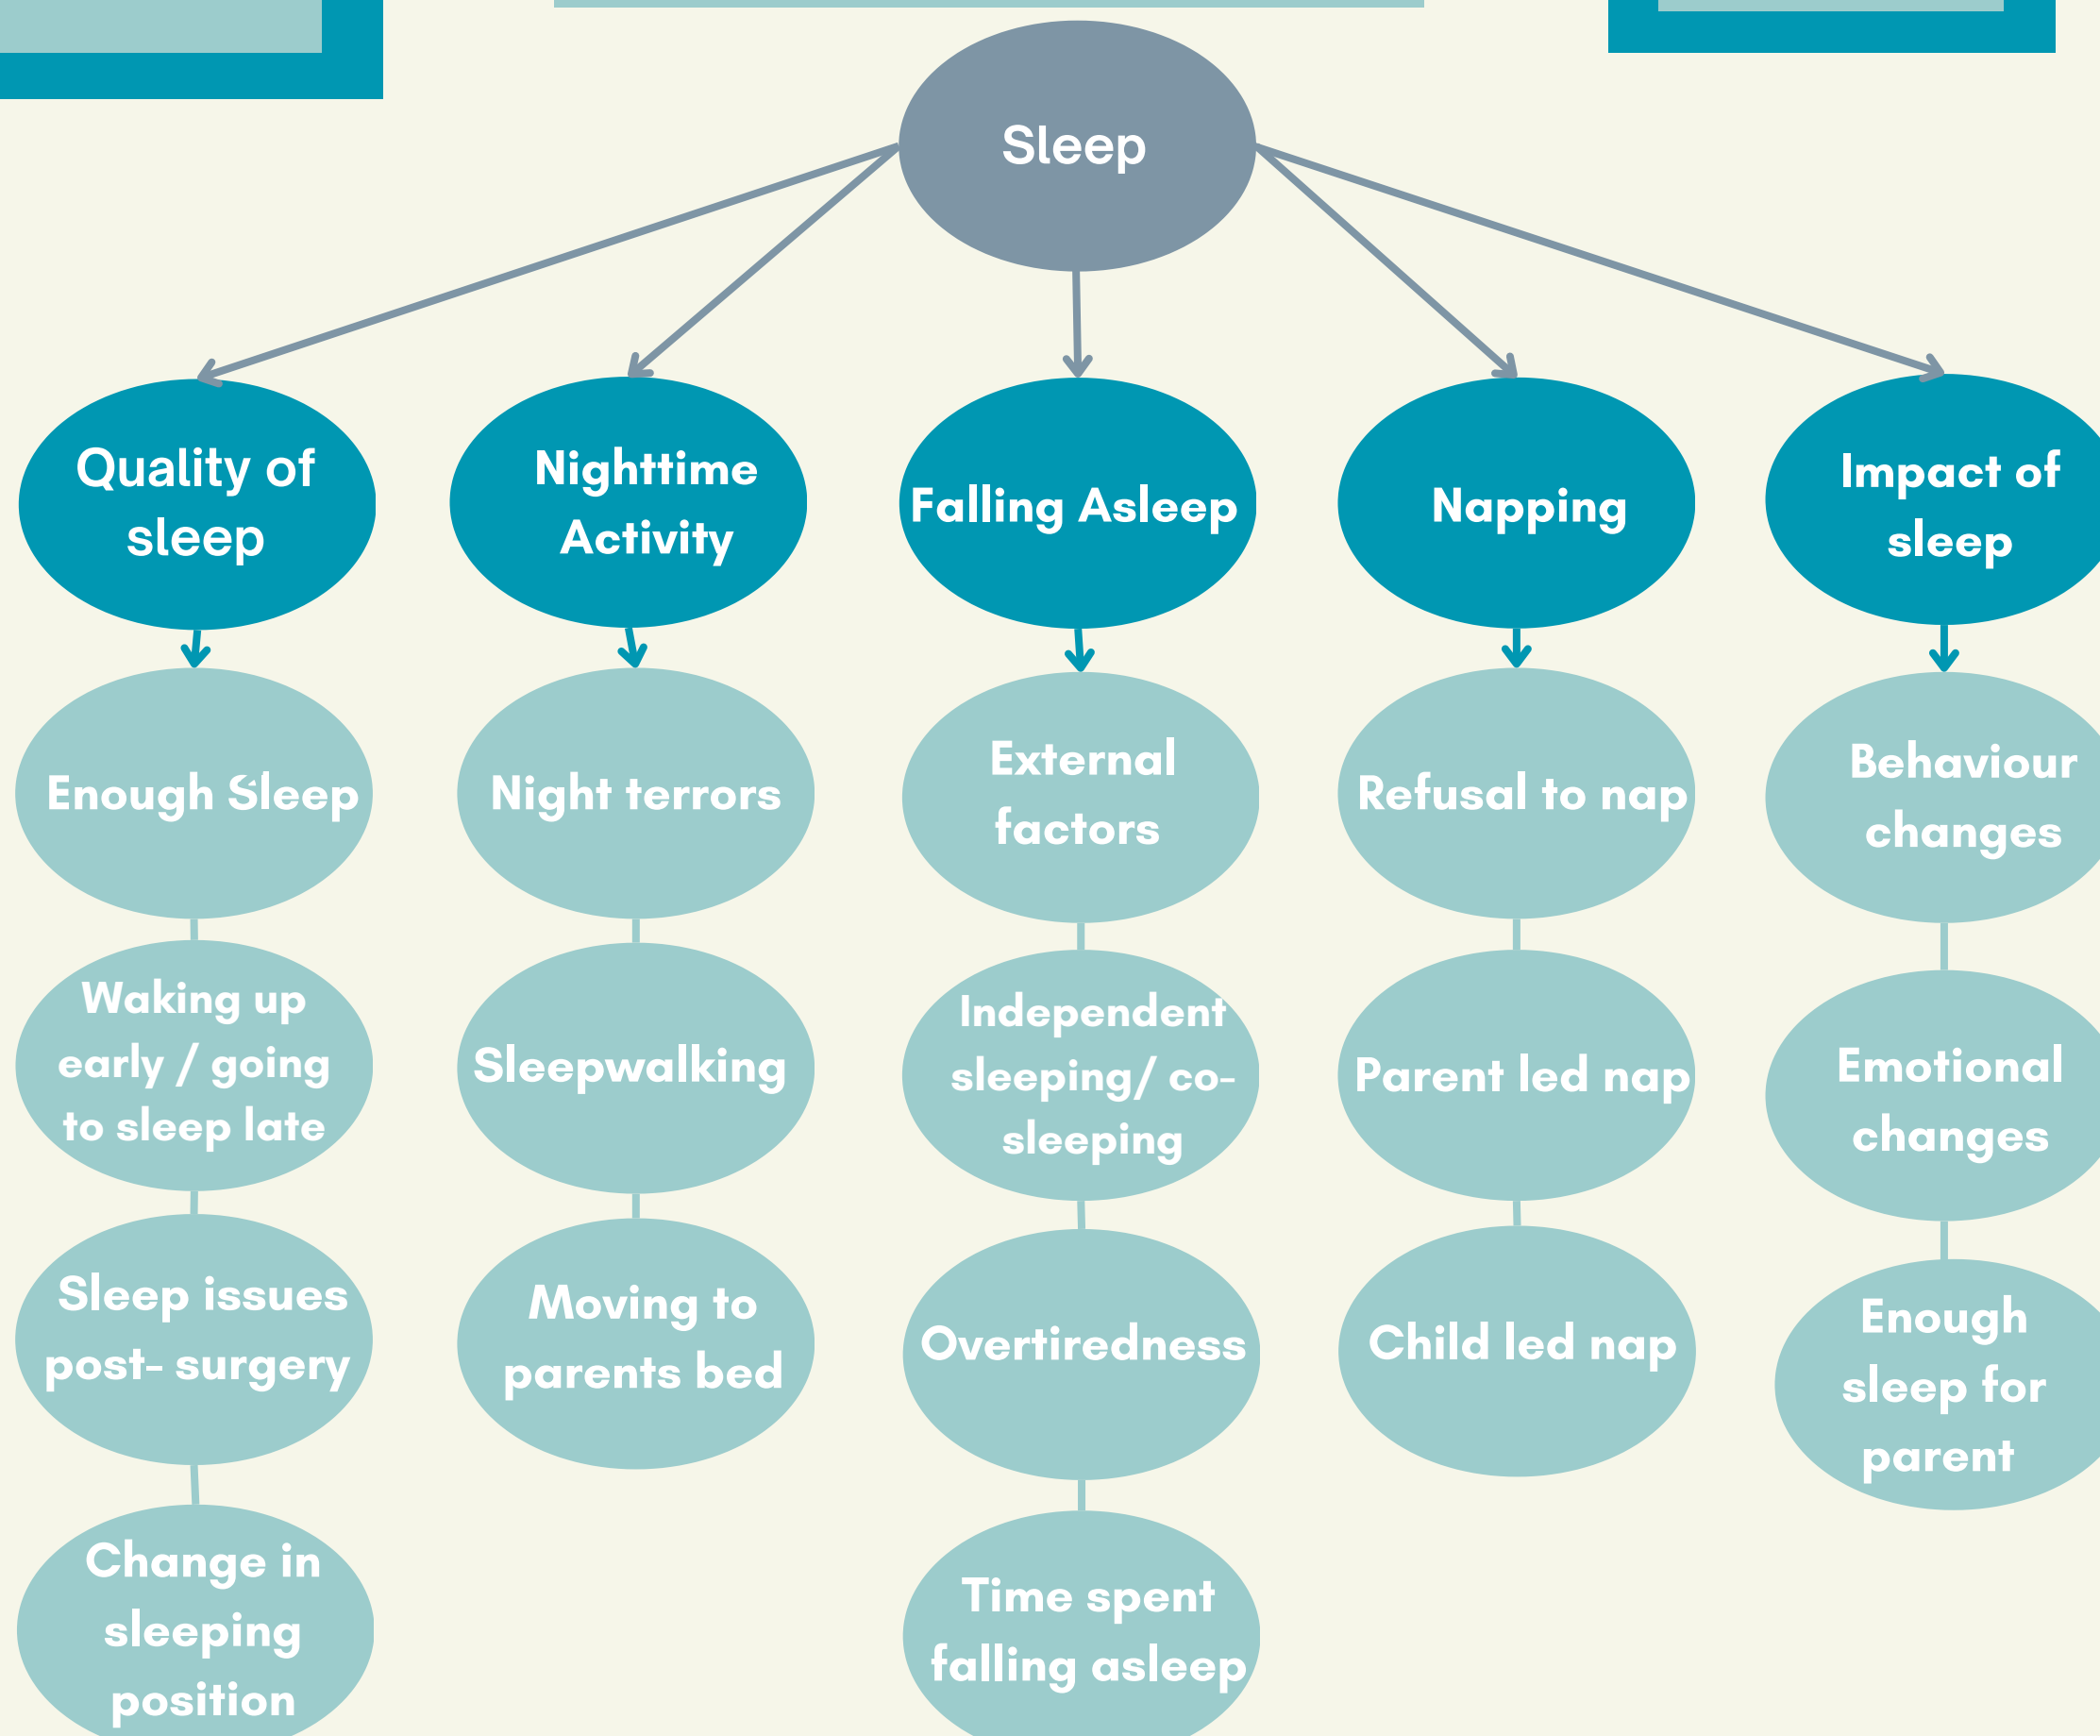 Sleep
Quality of
sleep
Nighttime
Activity
Falling Asleep
Napping
Impact of
sleep
Enough Sleep
Waking up
early / going
to sleep late
Sleep issues
post- surgery
Change in
sleeping
position
Night terrors
Sleepwalking
Moving to
parents bed
External
factors
Independent
sleeping/ co-
sleeping
Overtiredness
Time spent
falling asleep
Refusal to nap
Parent led nap
Child led nap
Behaviour
changes
Emotional
changes
Enough
sleep for
parent